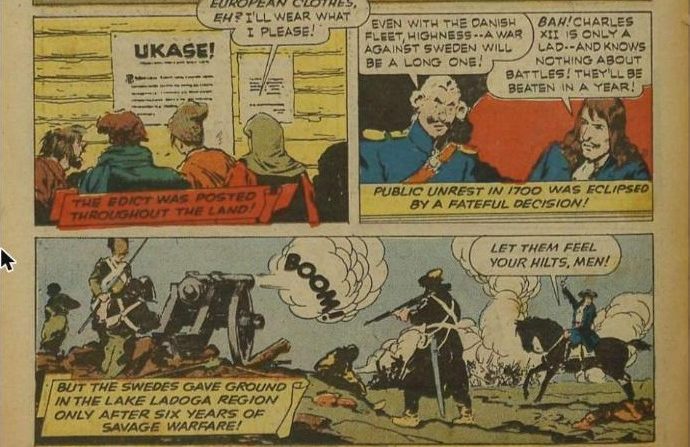 EUROPEAN CLOTHES,
EH? I'LL WEAR WHAT
I PLEASE!
UKASE!
THE EDICT WAS POSTED
THROUGHOUT THE LAND!
EVEN WITH THE DANISH
FLEET, HIGHNESS--A WAR
AGAINST SWEDEN WILL
BE A LONG ONE!
BAH! CHARLES
XII IS ONLY A
LAD--AND KNOWS
NOTHING ABOUT
BATTLES! THEY'LL BE
BEATEN IN A YEAR!
PUBLIC UNREST IN 1700 WAS ECLIPSED
BY A FATEFUL DECISION!
BOOM!
LET THEM FEEL
YOUR HILTS, MEN!
BUT THE SWEDES GAVE GROUND
IN THE LAKE LADOGA REGION
ONLY AFTER SIX YEARS OF
SAVAGE WARFARE!